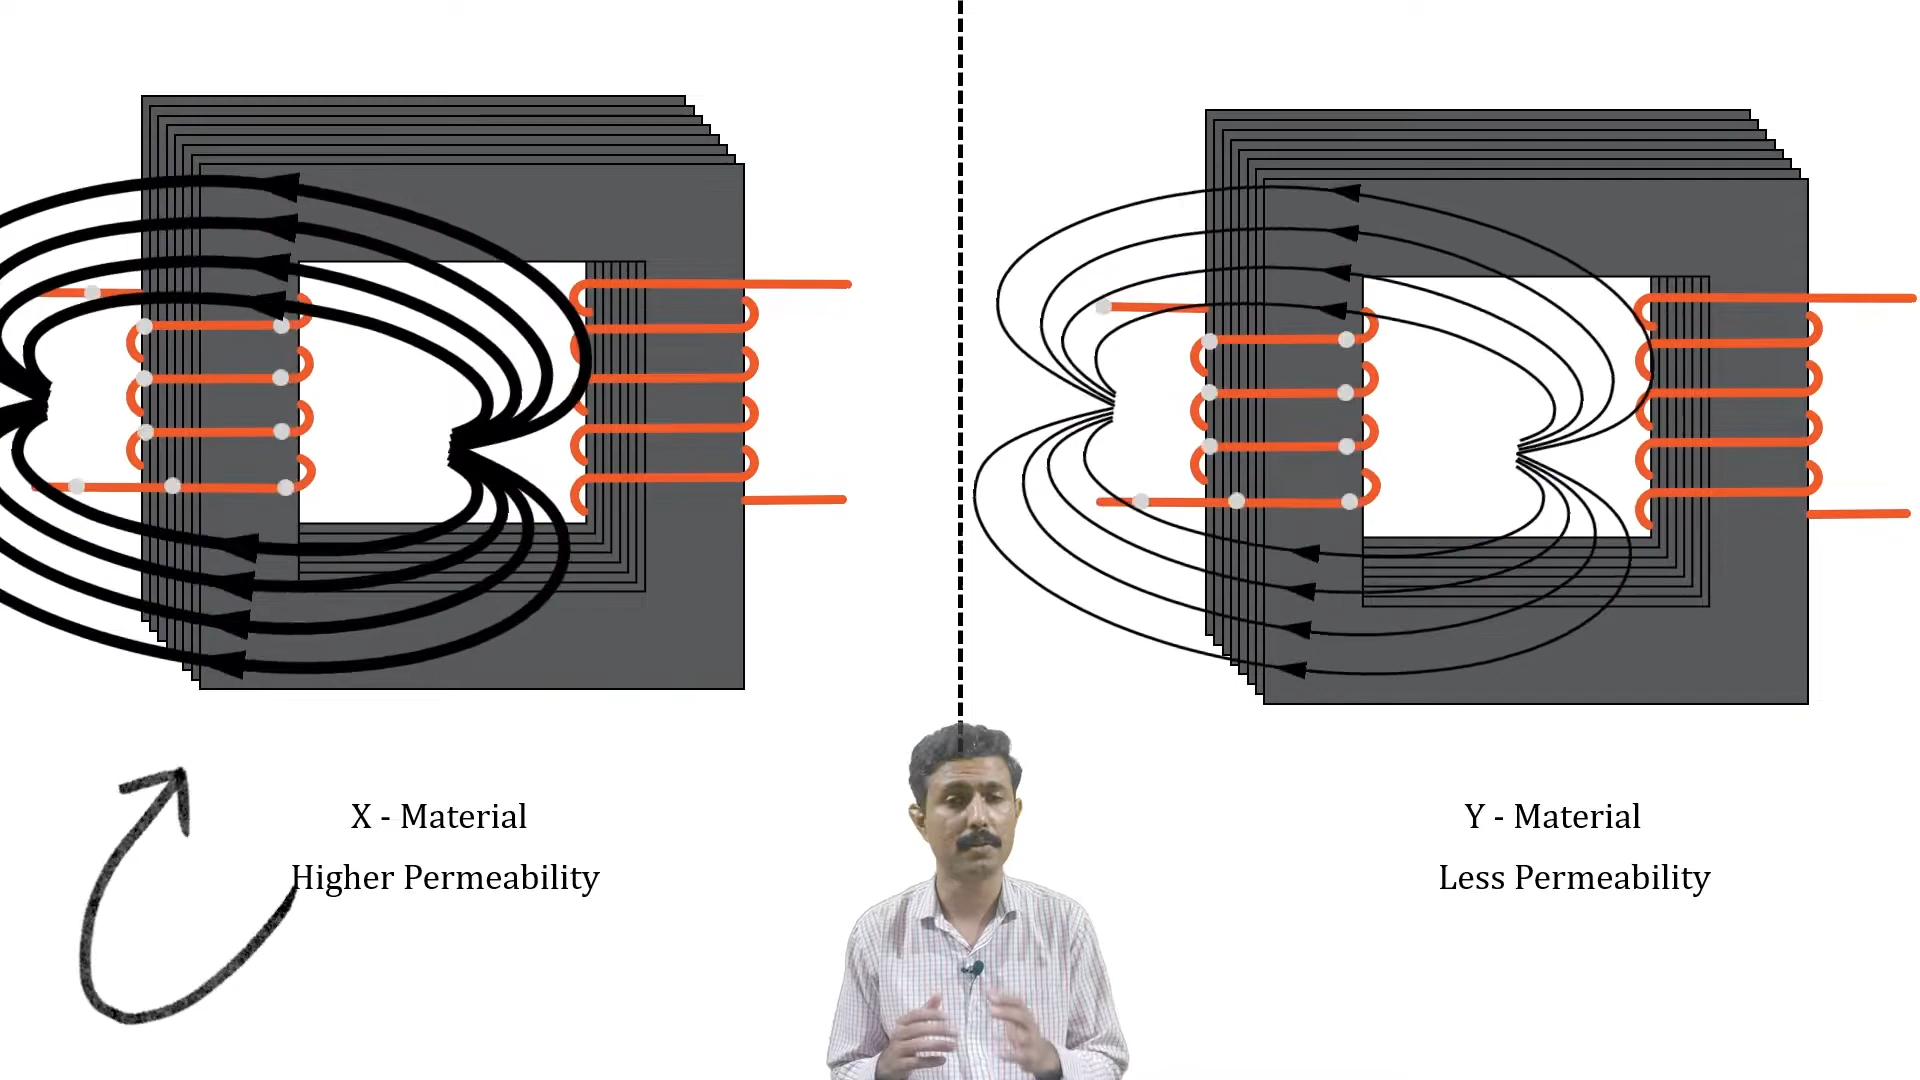 X - Material
Higher Permeability
Y - Material
Less Permeability